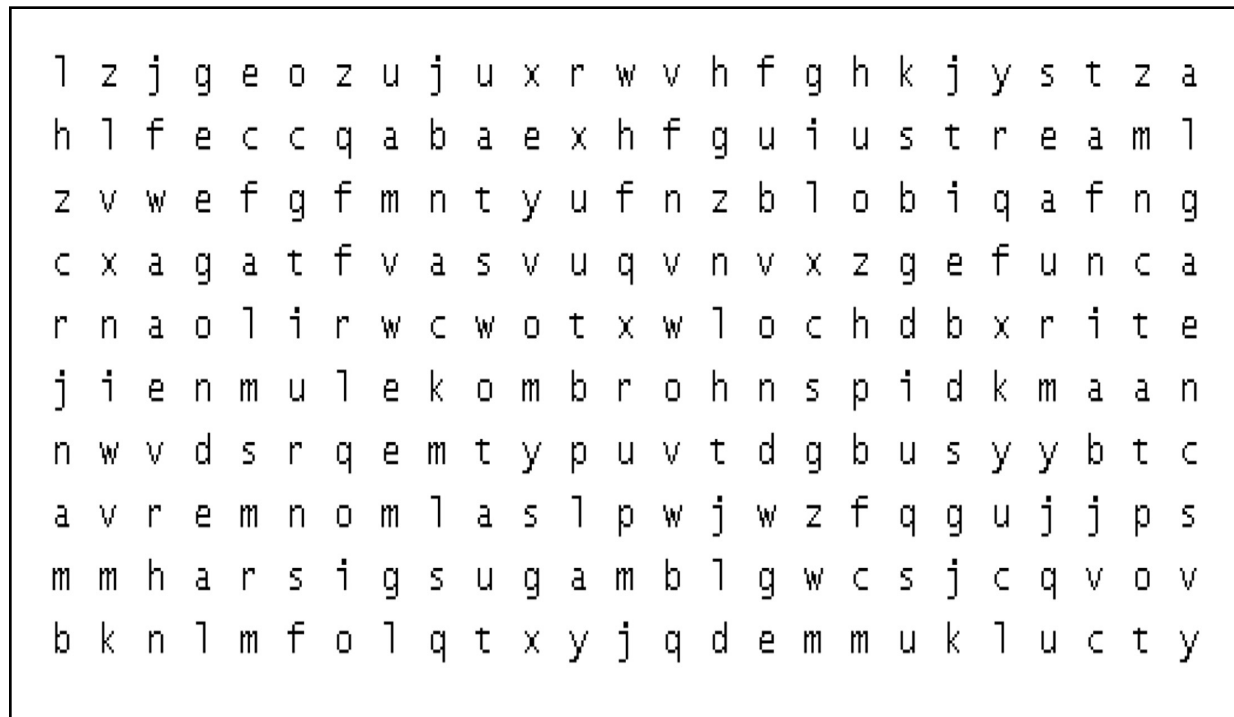 l z j g e o z u j u x r w v h f g h k j y s t z a
h l f e c c q a b a e x h f g u i u s t r e a m l
z v w e f g f m n t y u f n z b l o b i q a f n g
c x a g a t f v a s v u q v n v x z g e f u n c a
r n a o l i r w c w o t x w l o c h d b x r i t e
j i e n m u l e k o m b r o h n s p i d k m a a n
n w v d s r q e m t y p u v t d g b u s y y b t c
a v r e m n o m l a s l p w j w z f q g u j j p s
m m h a r s i g s u g a m b l g w c s j c q v o v
b k n l m f o l q t x y j q d e m m u k l u c t y